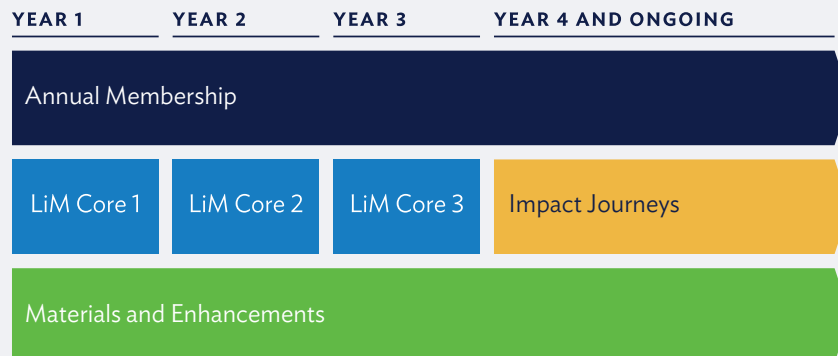 YEAR 1 YEAR 2 YEAR 3 YEAR 4 AND ONGOING
Annual Membership
LiM Core 1 LiM Core 2 LiM Core 3 Impact Journeys
Materials and Enhancements